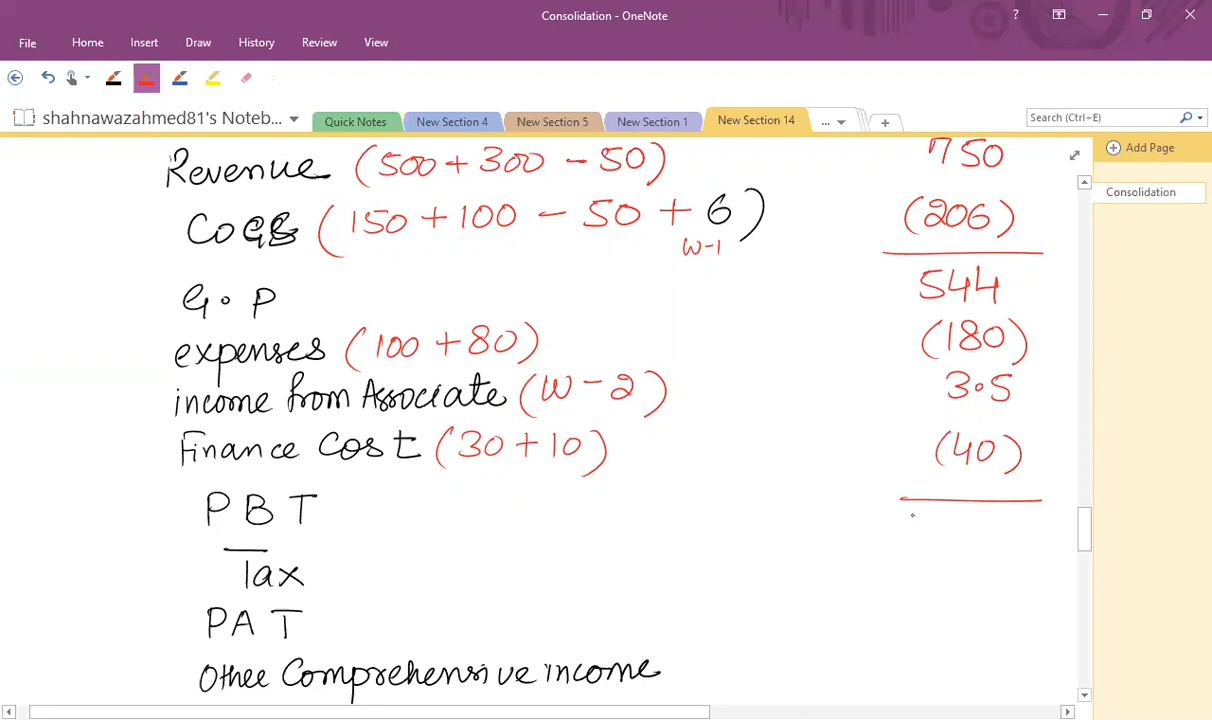 Consolidation - OneNote
?
File Home Insert Draw History Review View
shahnawazahmed81's Noteb... Quick Notes New Section 4 New Section 5 New Section 1 New Section 14 ... Search (Ctrl+E)
Add Page
Consolidation
Revenue (500 + 300 - 50) 750
COGS (150 + 100 - 50 + 6) (206)
W-1
G.P 544
expenses (100 + 80) (180)
income from Associate (W-2) 3.5
Finance Cost (30 + 10) (40)
PBT
Tax
PAT
Other Comprehensive income